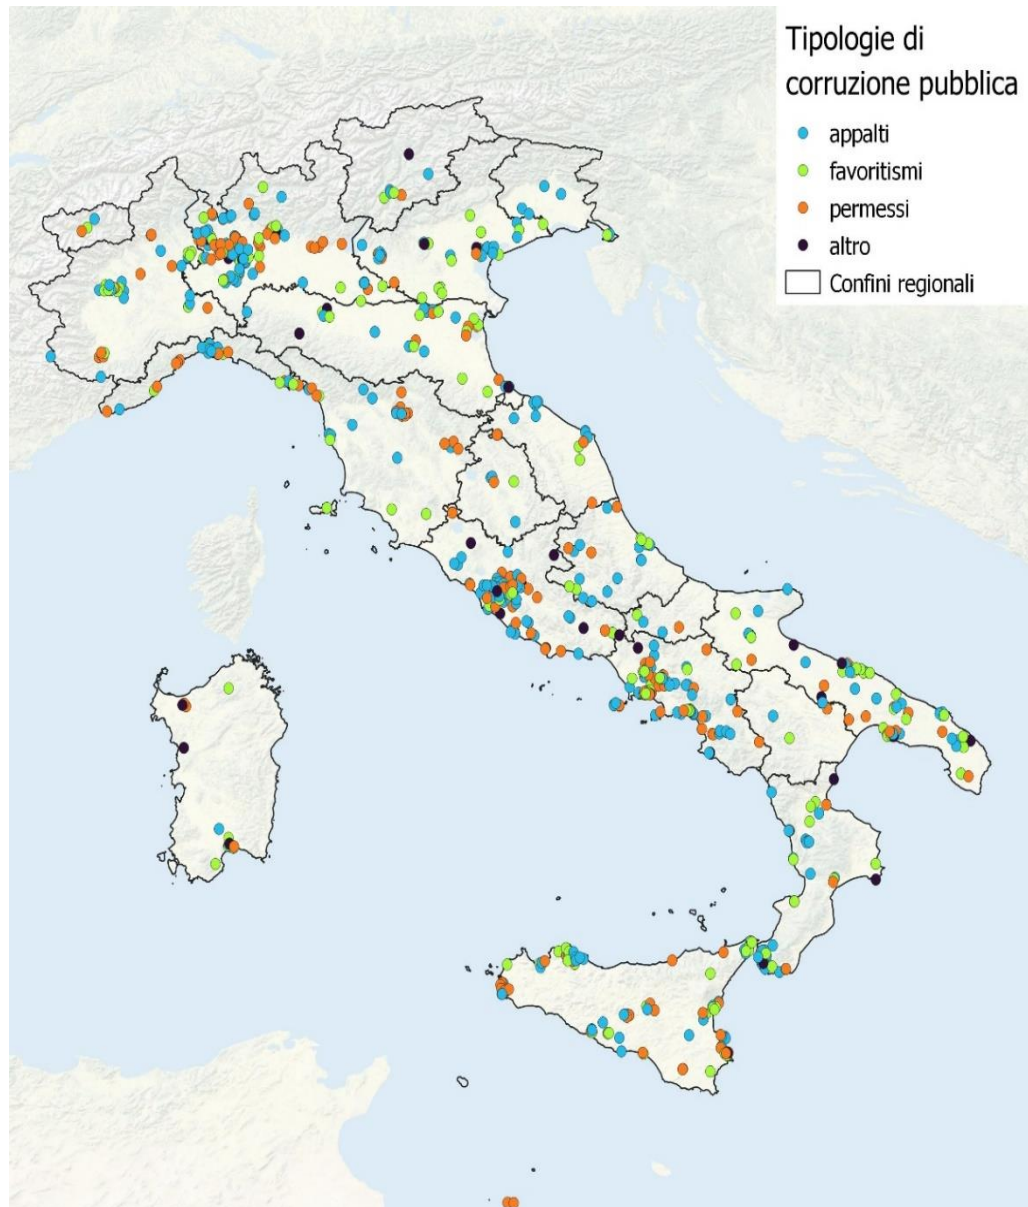 Tipologie di
corruzione pubblica
appalti
favoritismi
permessi
altro
Confini regionali